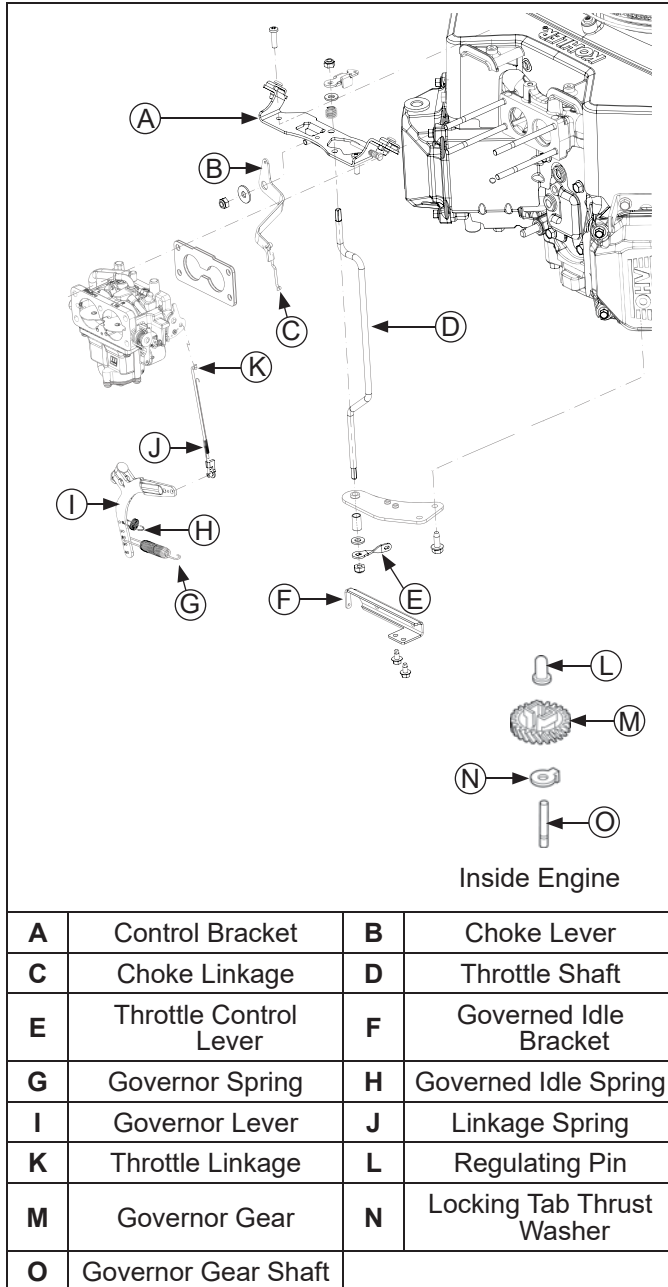 KOHLER
A
B
C
D
K
J
I
H
G
F
E
L
M
N
O
Inside Engine
A Control Bracket B Choke Lever
C Choke Linkage D Throttle Shaft
E Throttle Control Lever F Governed Idle Bracket
G Governor Spring H Governed Idle Spring
I Governor Lever J Linkage Spring
K Throttle Linkage L Regulating Pin
M Governor Gear N Locking Tab Thrust Washer
O Governor Gear Shaft